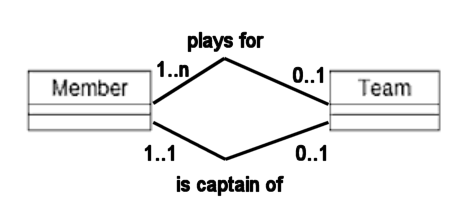 plays for
1..n
0..1
Member
Team
1..1
0..1
is captain of